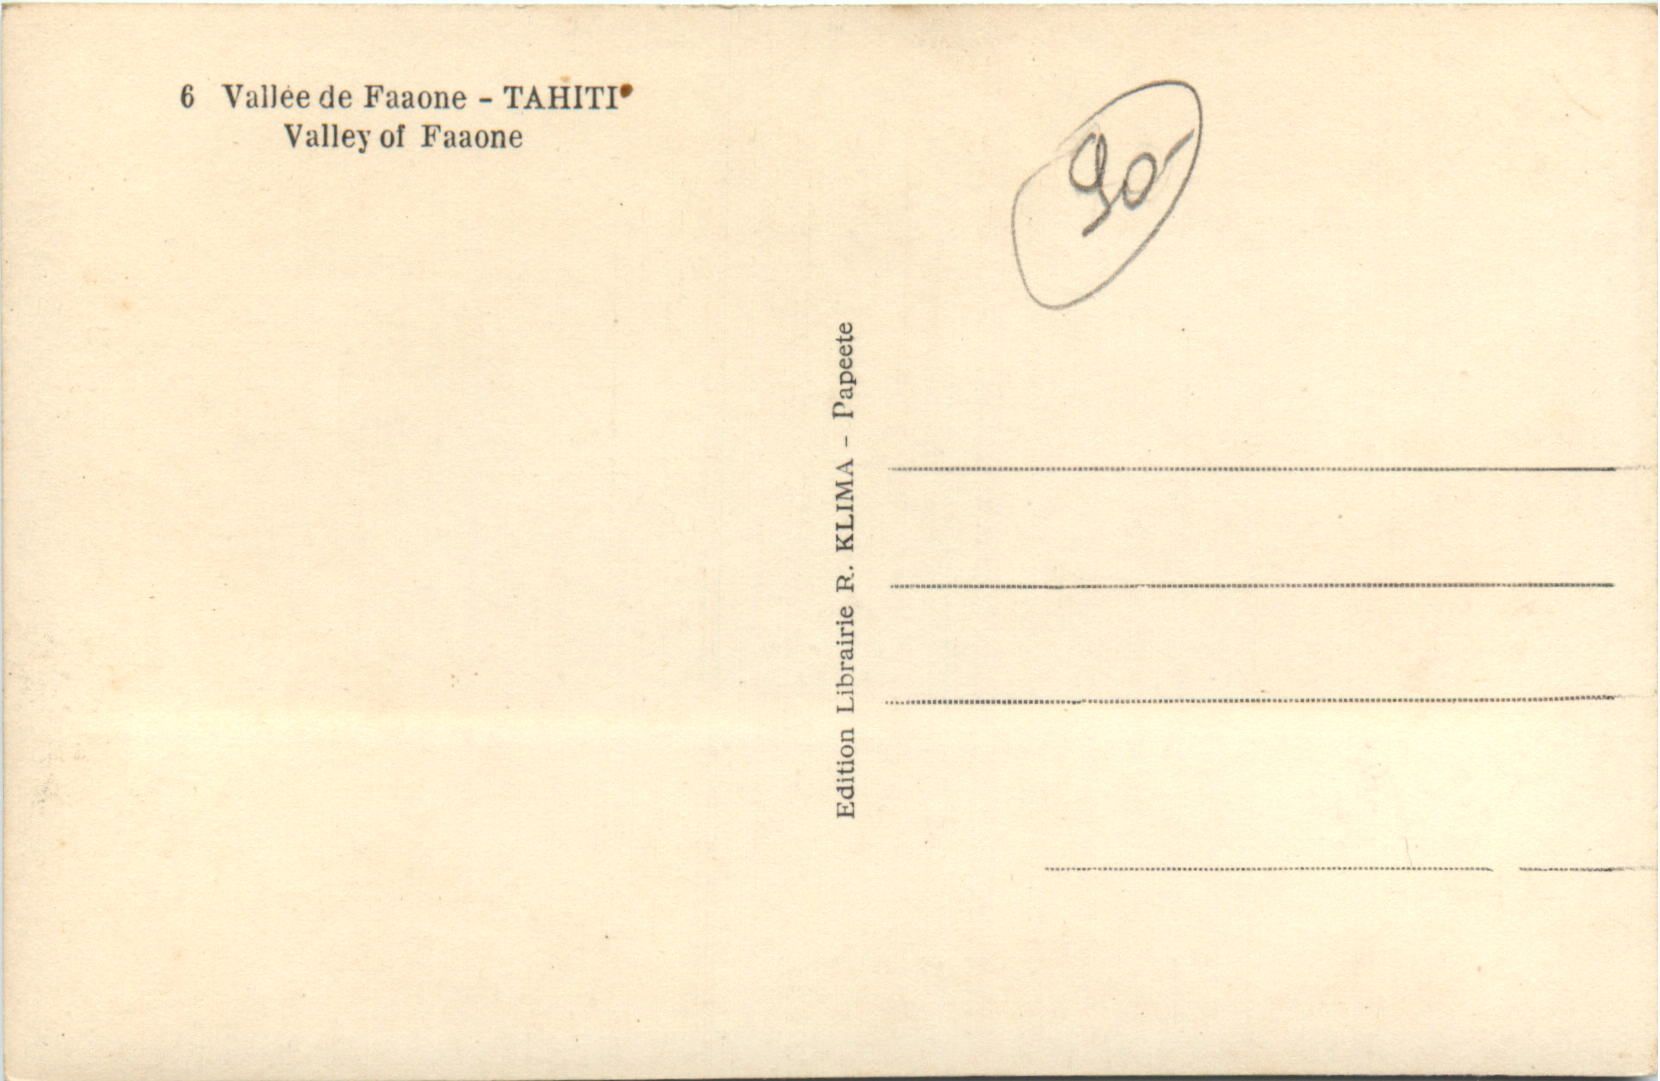 6 Vallée de Faaone - TAHITI
Valley of Faaone
90-
Edition Librairie R. KLIMA - Papeete